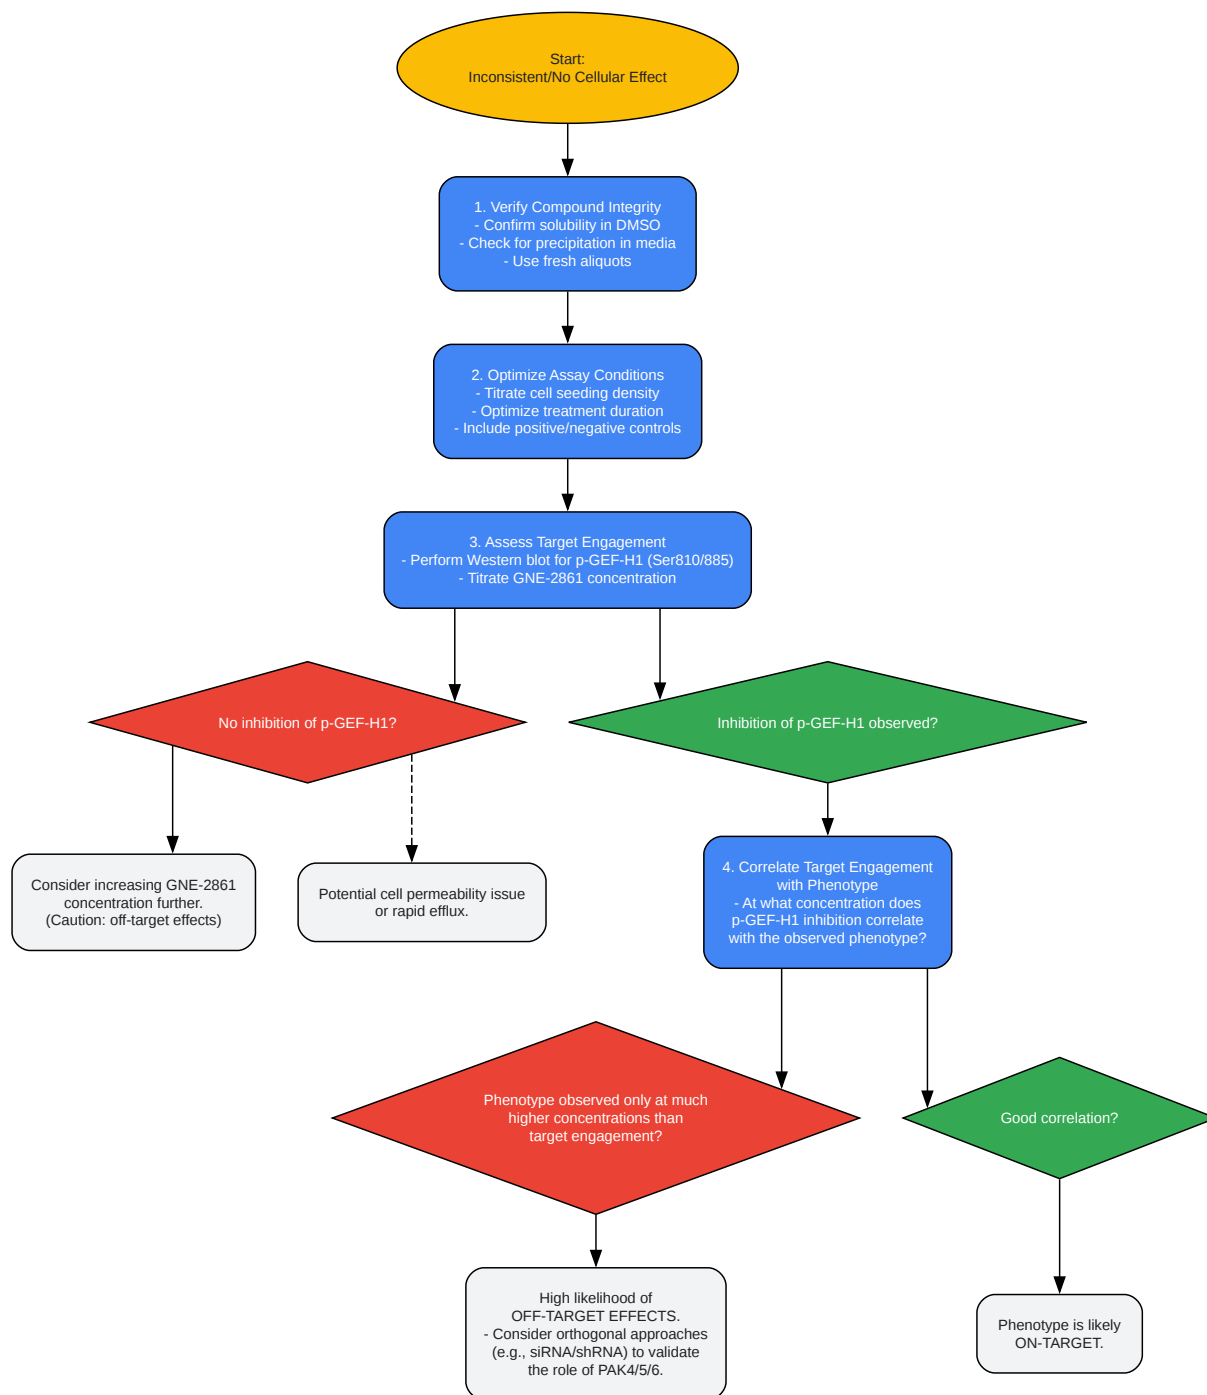 Start:
Inconsistent/No Cellular Effect
1. Verify Compound Integrity
- Confirm solubility in DMSO
- Check for precipitation in media
- Use fresh aliquots
2. Optimize Assay Conditions
- Titrate cell seeding density
- Optimize treatment duration
- Include positive/negative controls
3. Assess Target Engagement
- Perform Western blot for p-GEF-H1 (Ser810/885)
- Titrate GNE-2861 concentration
No inhibition of p-GEF-H1?
Inhibition of p-GEF-H1 observed?
Consider increasing GNE-2861
concentration further.
(Caution: off-target effects)
Potential cell permeability issue
or rapid efflux.
4. Correlate Target Engagement
with Phenotype
- At what concentration does
p-GEF-H1 inhibition correlate
with the observed phenotype?
Phenotype observed only at much
higher concentrations than
target engagement?
Good correlation?
High likelihood of
OFF-TARGET EFFECTS.
- Consider orthogonal approaches
(e.g., siRNA/shRNA) to validate
the role of PAK4/5/6.
Phenotype is likely
ON-TARGET.